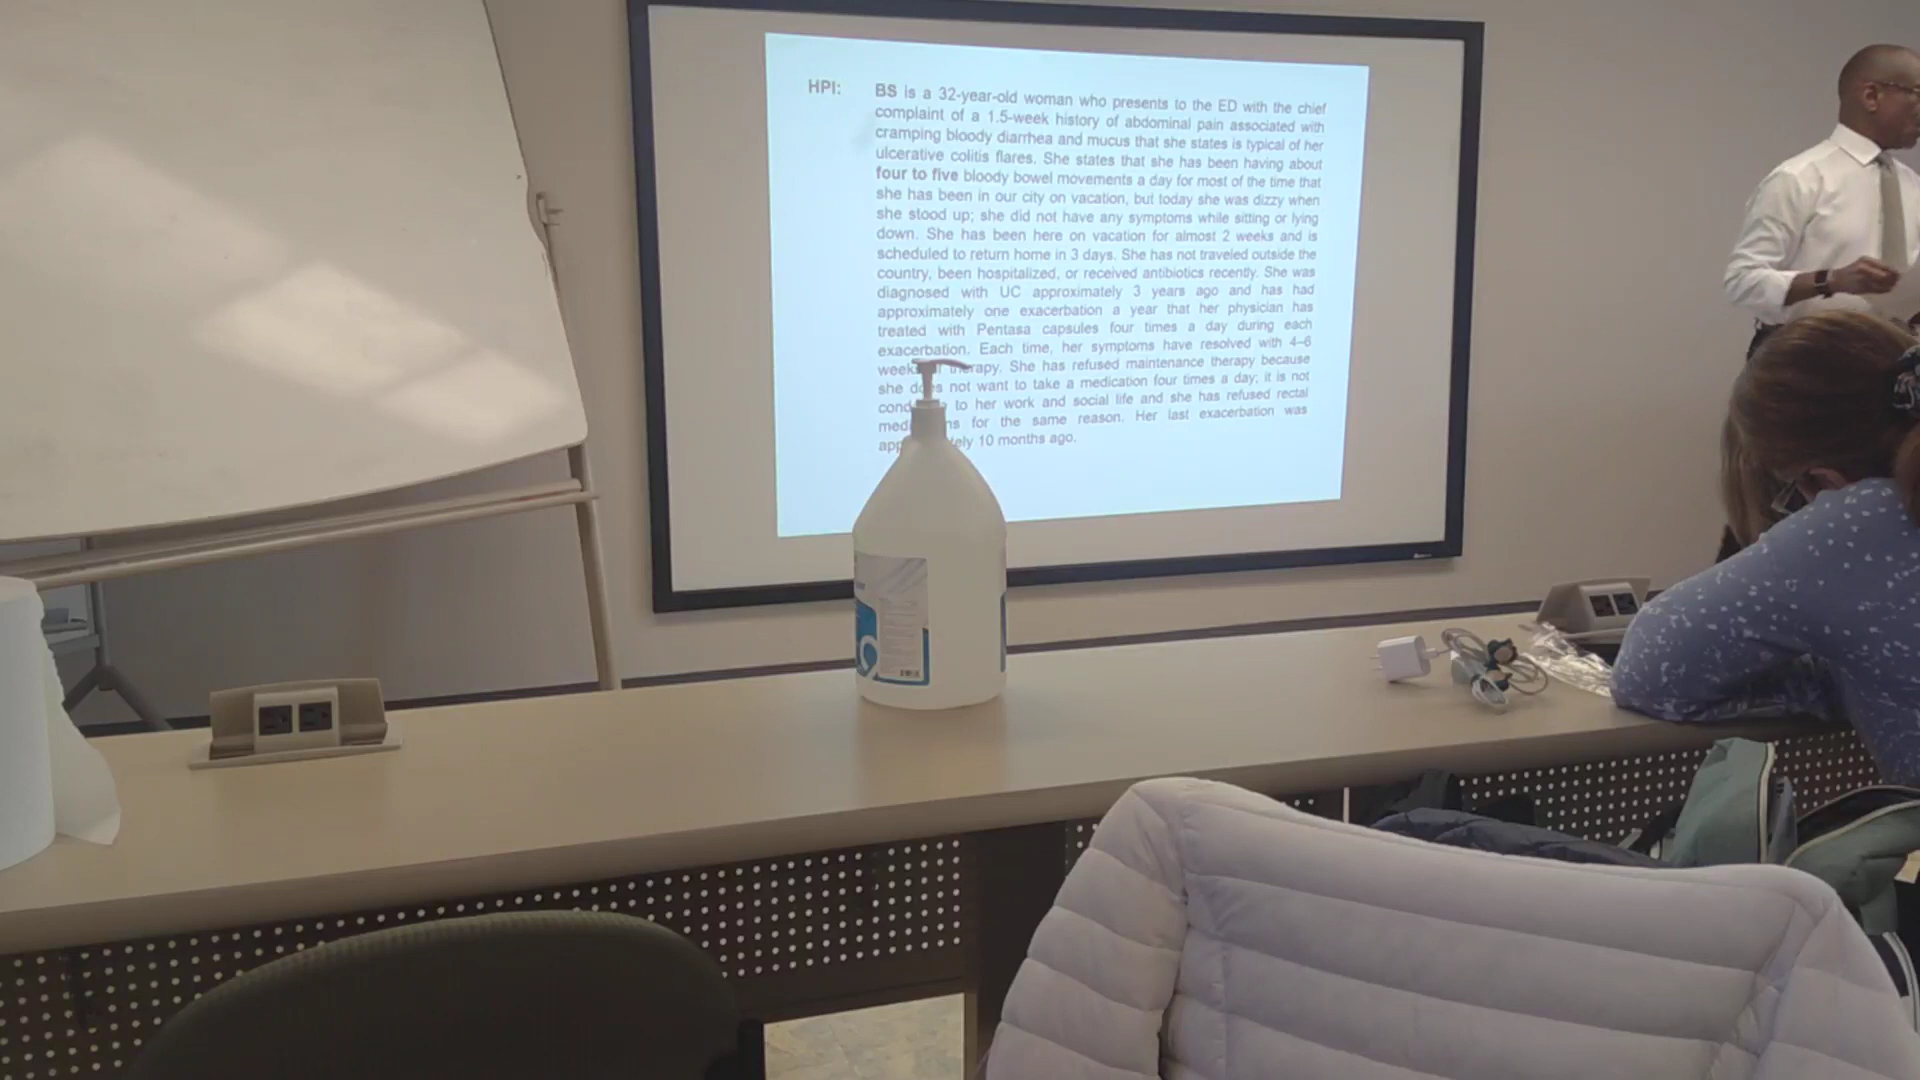 HPI: BS is a 32-year-old woman who presents to the ED with the chief
complaint of a 1.5-week history of abdominal pain associated with
cramping bloody diarrhea and mucus that she states is typical of her
ulcerative colitis flares. She states that she has been having about
four to five bloody bowel movements a day for most of the time that
she has been in our city on vacation, but today she was dizzy when
she stood up; she did not have any symptoms while sitting or lying
down. She has been here on vacation for almost 2 weeks and is
scheduled to return home in 3 days. She has not traveled outside the
country, been hospitalized, or received antibiotics recently. She was
diagnosed with UC approximately 3 years ago and has had
approximately one exacerbation a year that her physician has
treated with Pentasa capsules four times a day during each
exacerbation. Each time, her symptoms have resolved with 4–6
therapy. She has refused maintenance therapy because
she does not want to take a medication four times a day; it is not
to her work and social life and she has refused rectal
for the same reason. Her last exacerbation was
10 months ago.